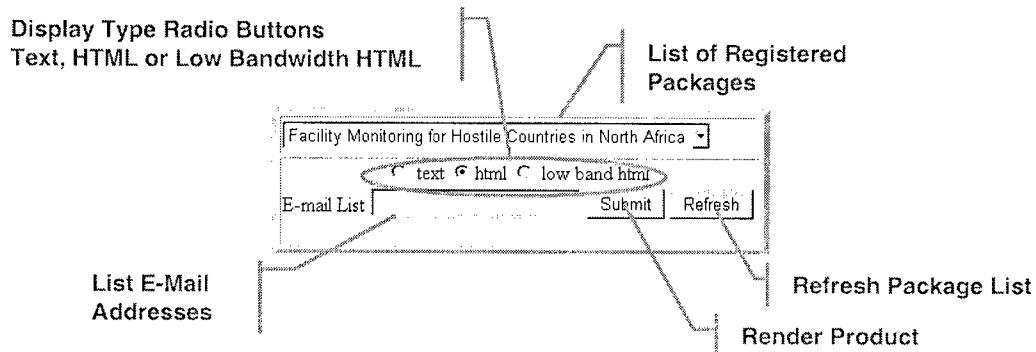 Display Type Radio Buttons
Text, HTML or Low Bandwidth HTML
List of Registered
Packages
Facility Monitoring for Hostile Countries in North Africa
text html low band html
E-mail List Submit Refresh
List E-Mail
Addresses
Refresh Package List
Render Product